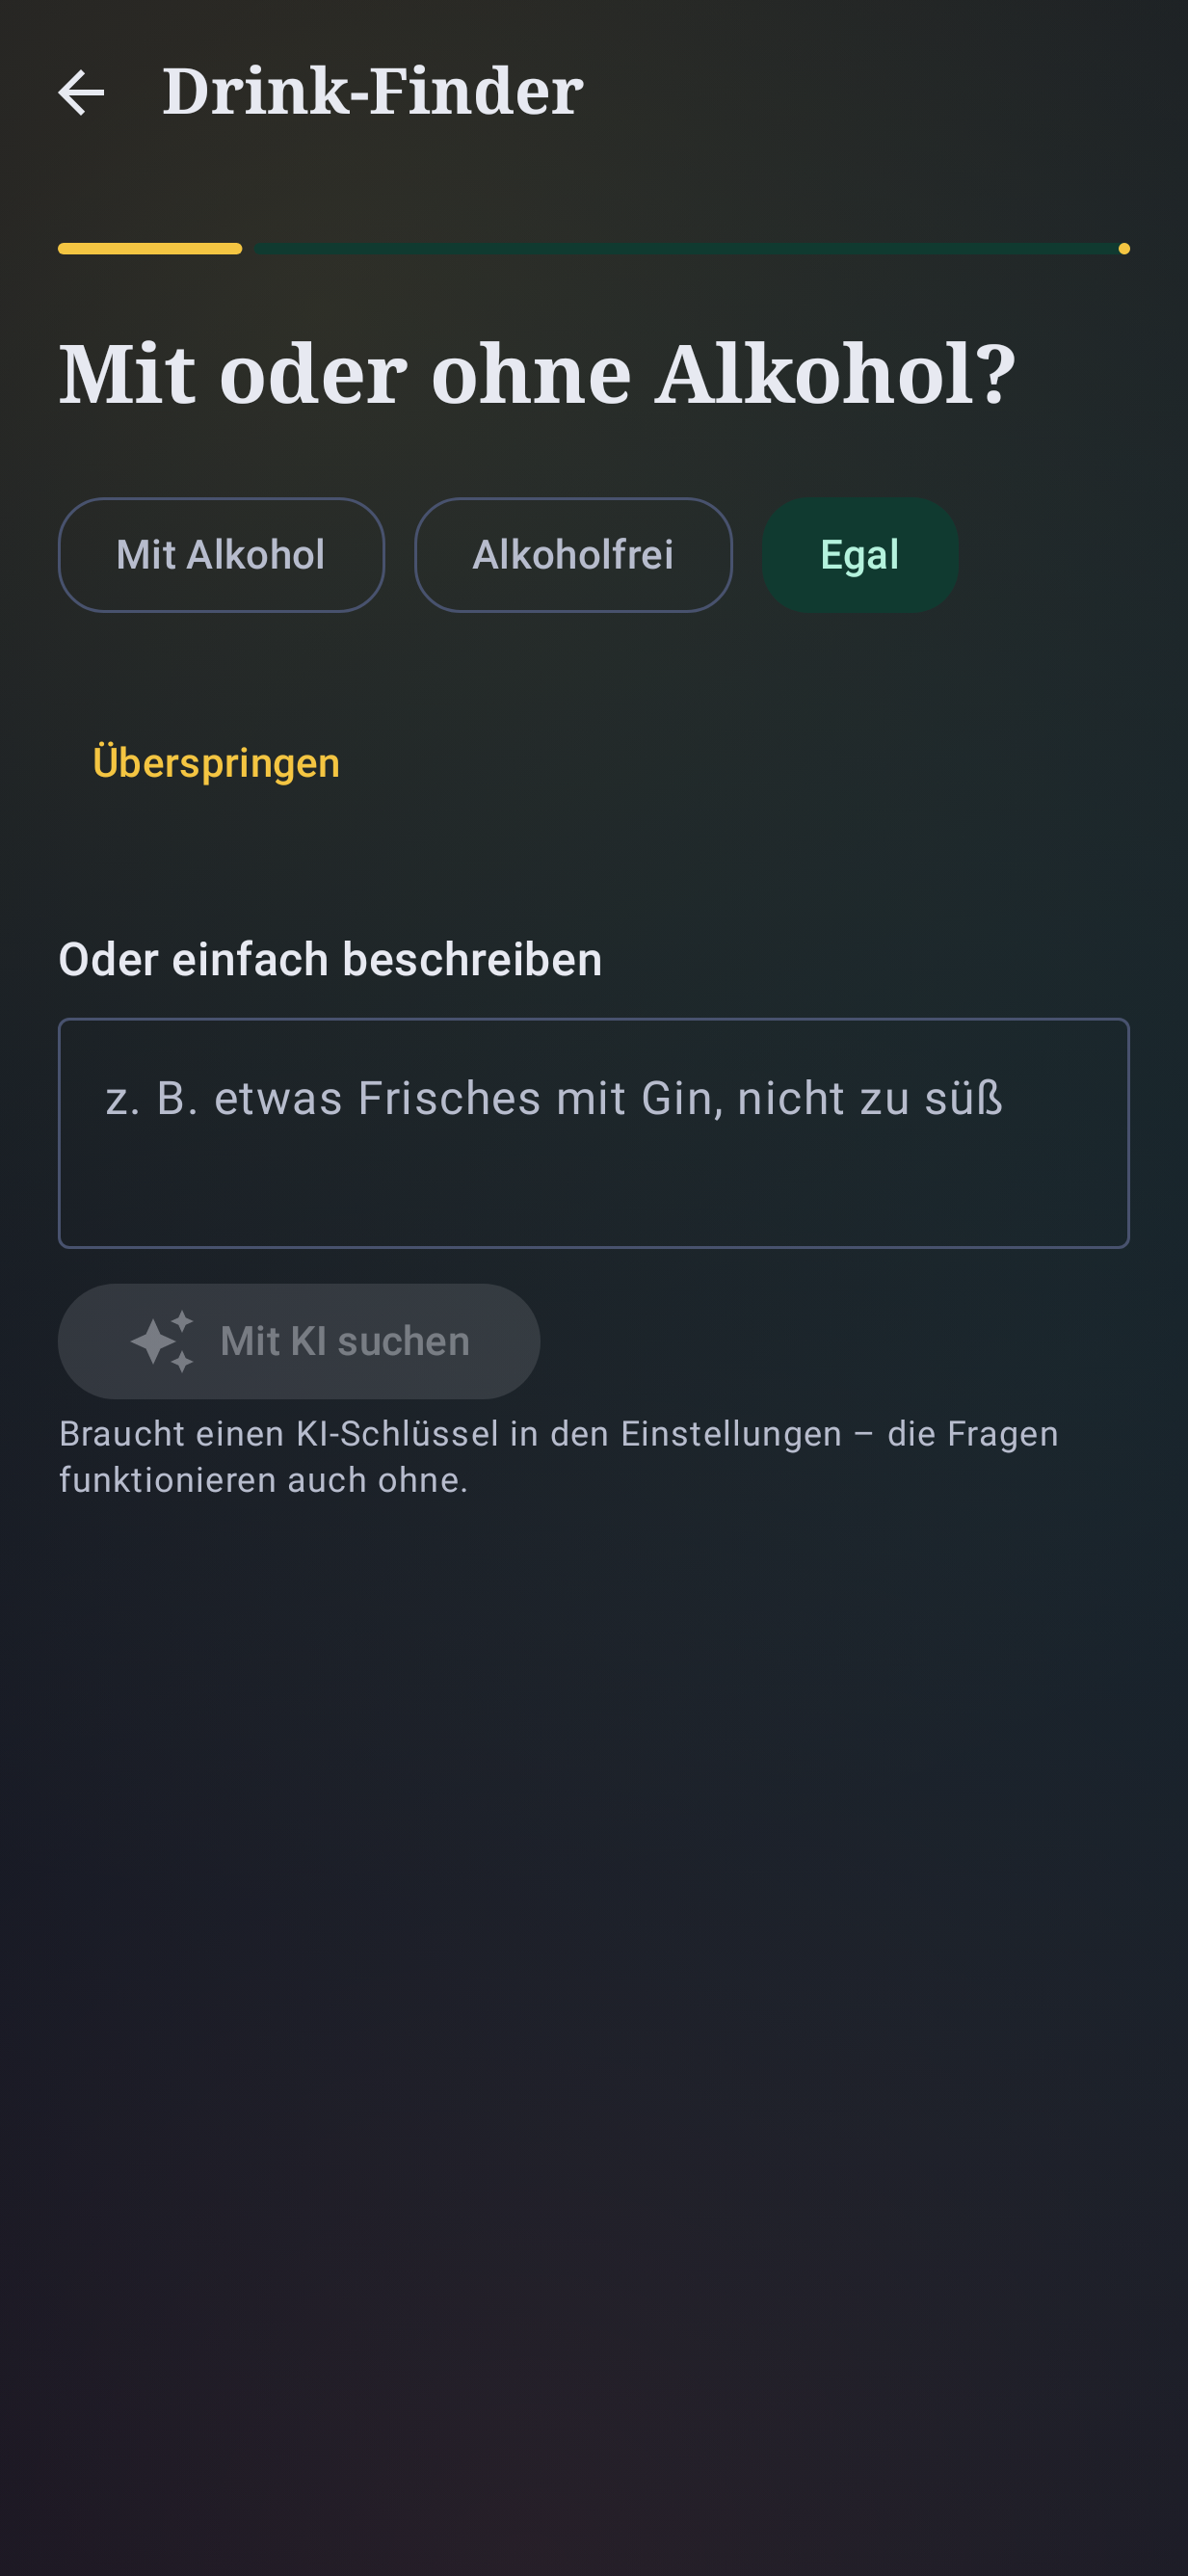 Drink-Finder
Mit oder ohne Alkohol?
Mit Alkohol
Alkoholfrei
Egal
Überspringen
Oder einfach beschreiben
z. B. etwas Frisches mit Gin, nicht zu süß
Mit KI suchen
Braucht einen KI-Schlüssel in den Einstellungen – die Fragen
funktionieren auch ohne.